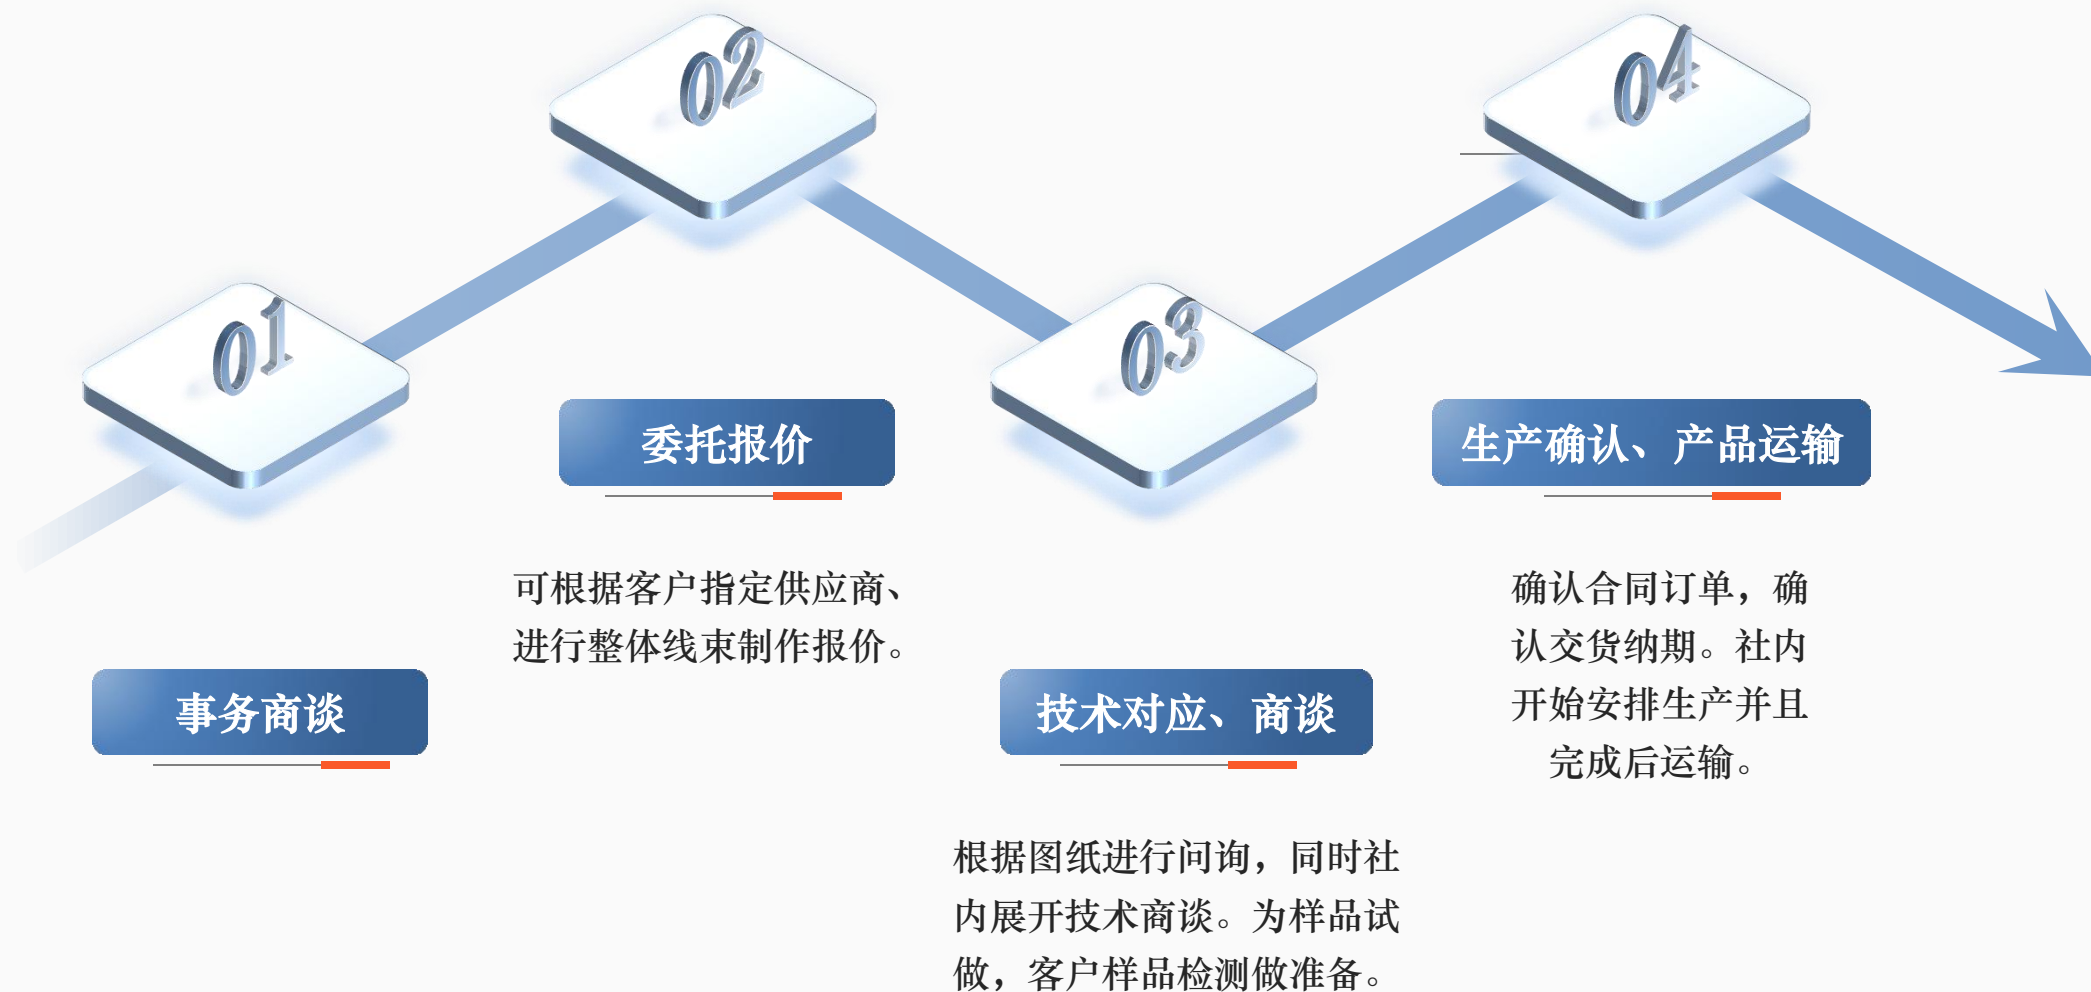 01
事务商谈
02
委托报价
可根据客户指定供应商、
进行整体线束制作报价。
03
技术对应、商谈
根据图纸进行问询，同时社
内展开技术商谈。为样品试
做，客户样品检测做准备。
04
生产确认、产品运输
确认合同订单，确
认交货纳期。社内
开始安排生产并且
完成后运输。